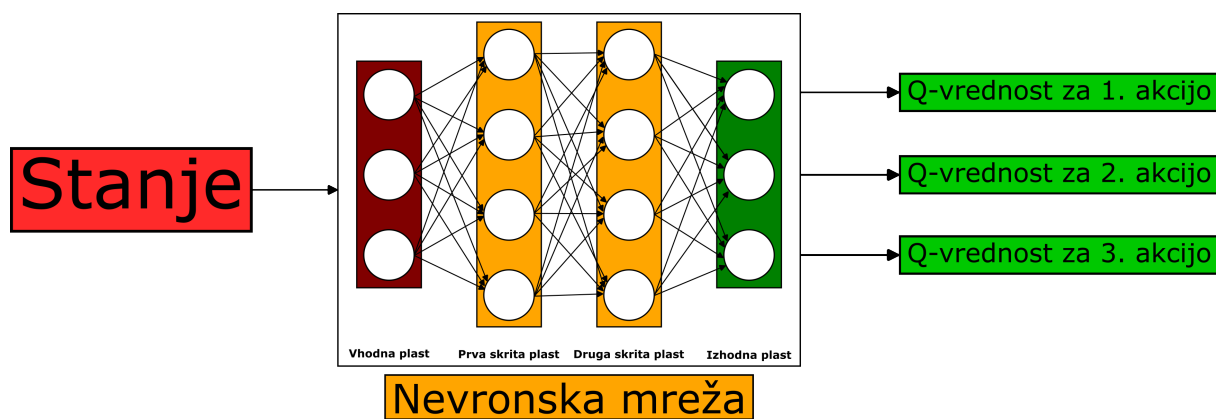 Stanje
Vhodna plast
Prva skrita plast
Druga skrita plast
Izhodna plast
Nevronska mreža
Q-vrednost za 1. akcijo
Q-vrednost za 2. akcijo
Q-vrednost za 3. akcijo